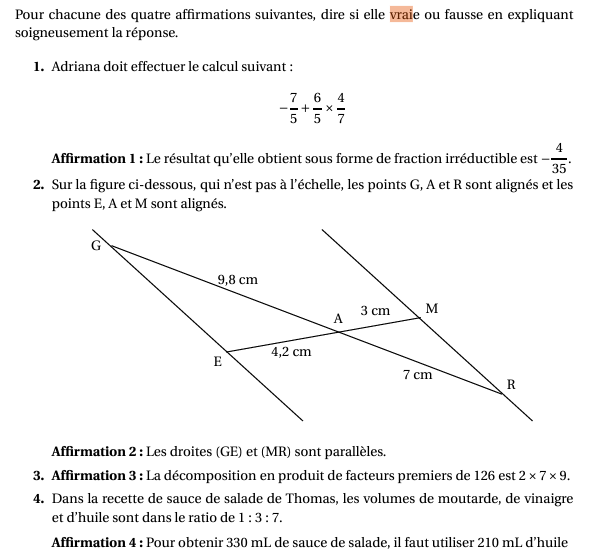 Pour chacune des quatre affirmations suivantes, dire si elle vraie ou fausse en expliquant
soigneusement la réponse.
1. Adriana doit effectuer le calcul suivant :
−7/5 + 6/5 × 4/7
Affirmation 1 : Le résultat qu'elle obtient sous forme de fraction irréductible est −4/35.
2. Sur la figure ci-dessous, qui n'est pas à l'échelle, les points G, A et R sont alignés et les
points E, A et M sont alignés.
G
9,8 cm
3 cm
M
A
4,2 cm
E
7 cm
R
Affirmation 2 : Les droites (GE) et (MR) sont parallèles.
3. Affirmation 3 : La décomposition en produit de facteurs premiers de 126 est 2 × 7 × 9.
4. Dans la recette de sauce de salade de Thomas, les volumes de moutarde, de vinaigre
et d'huile sont dans le ratio de 1 : 3 : 7.
Affirmation 4 : Pour obtenir 330 mL de sauce de salade, il faut utiliser 210 mL d'huile